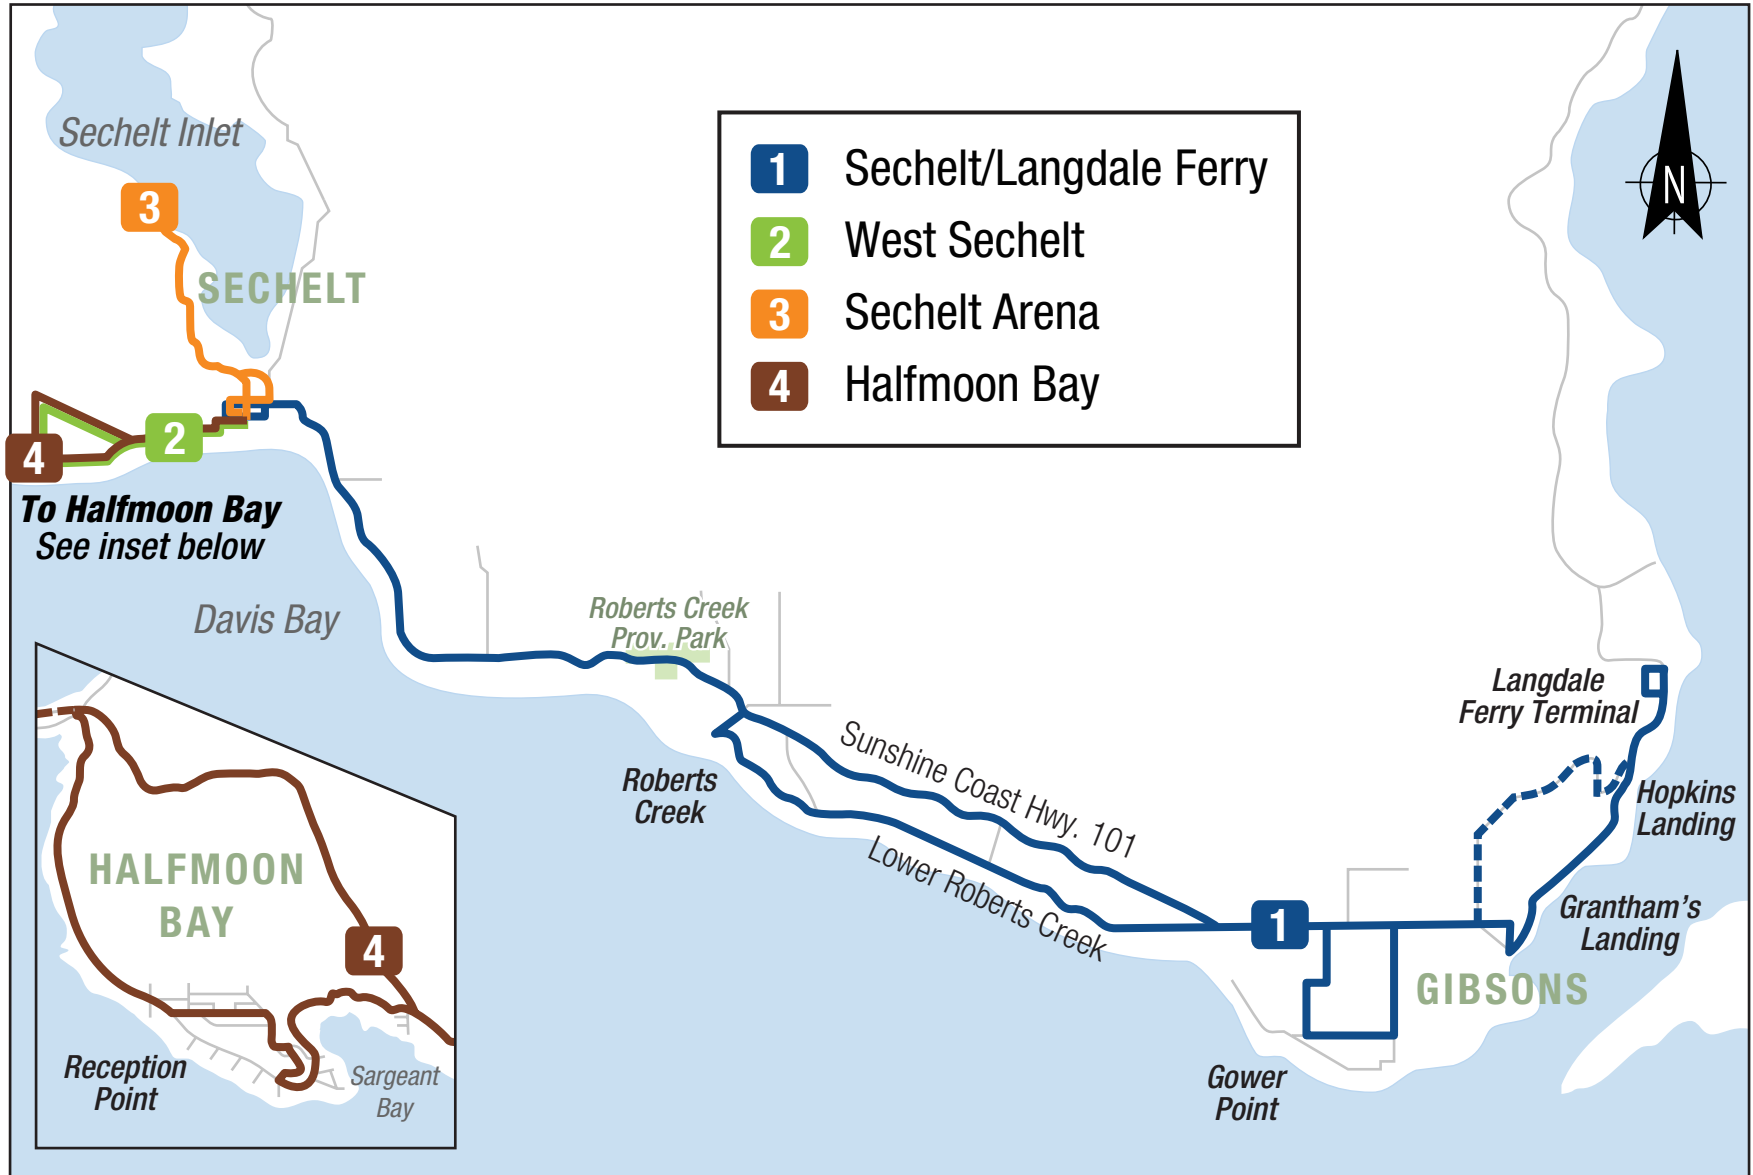 Sechelt Inlet
3
SECHELT
1 Sechelt/Langdale Ferry
2 West Sechelt
3 Sechelt Arena
4 Halfmoon Bay
N
2
4
To Halfmoon Bay
See inset below
Davis Bay
Roberts Creek
Prov. Park
Roberts
Creek
Sunshine Coast Hwy. 101
Lower Roberts Creek
1
Langdale
Ferry Terminal
Hopkins
Landing
Grantham's
Landing
GIBSONS
Gower
Point
HALFMOON
BAY
4
Reception
Point
Sargeant
Bay